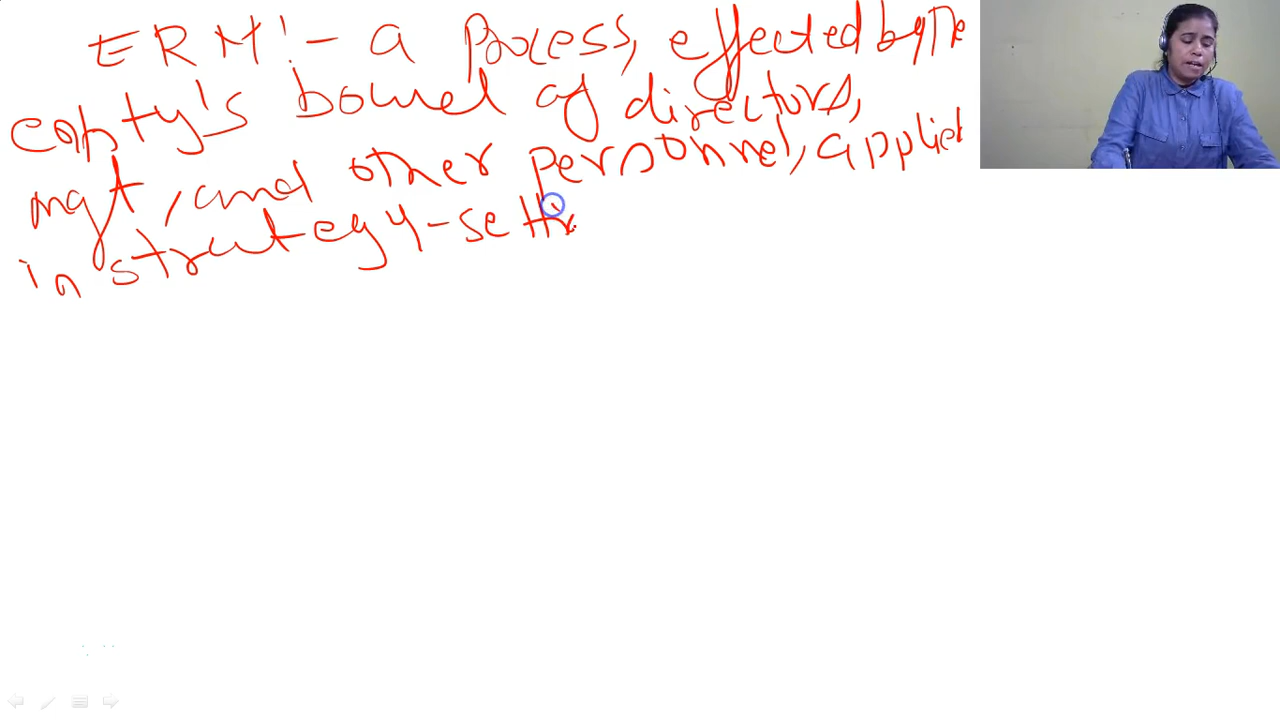 ERM :- a process, effected by the
entity's board of directors,
mgt, and other personnel, applied
in strategy-setti